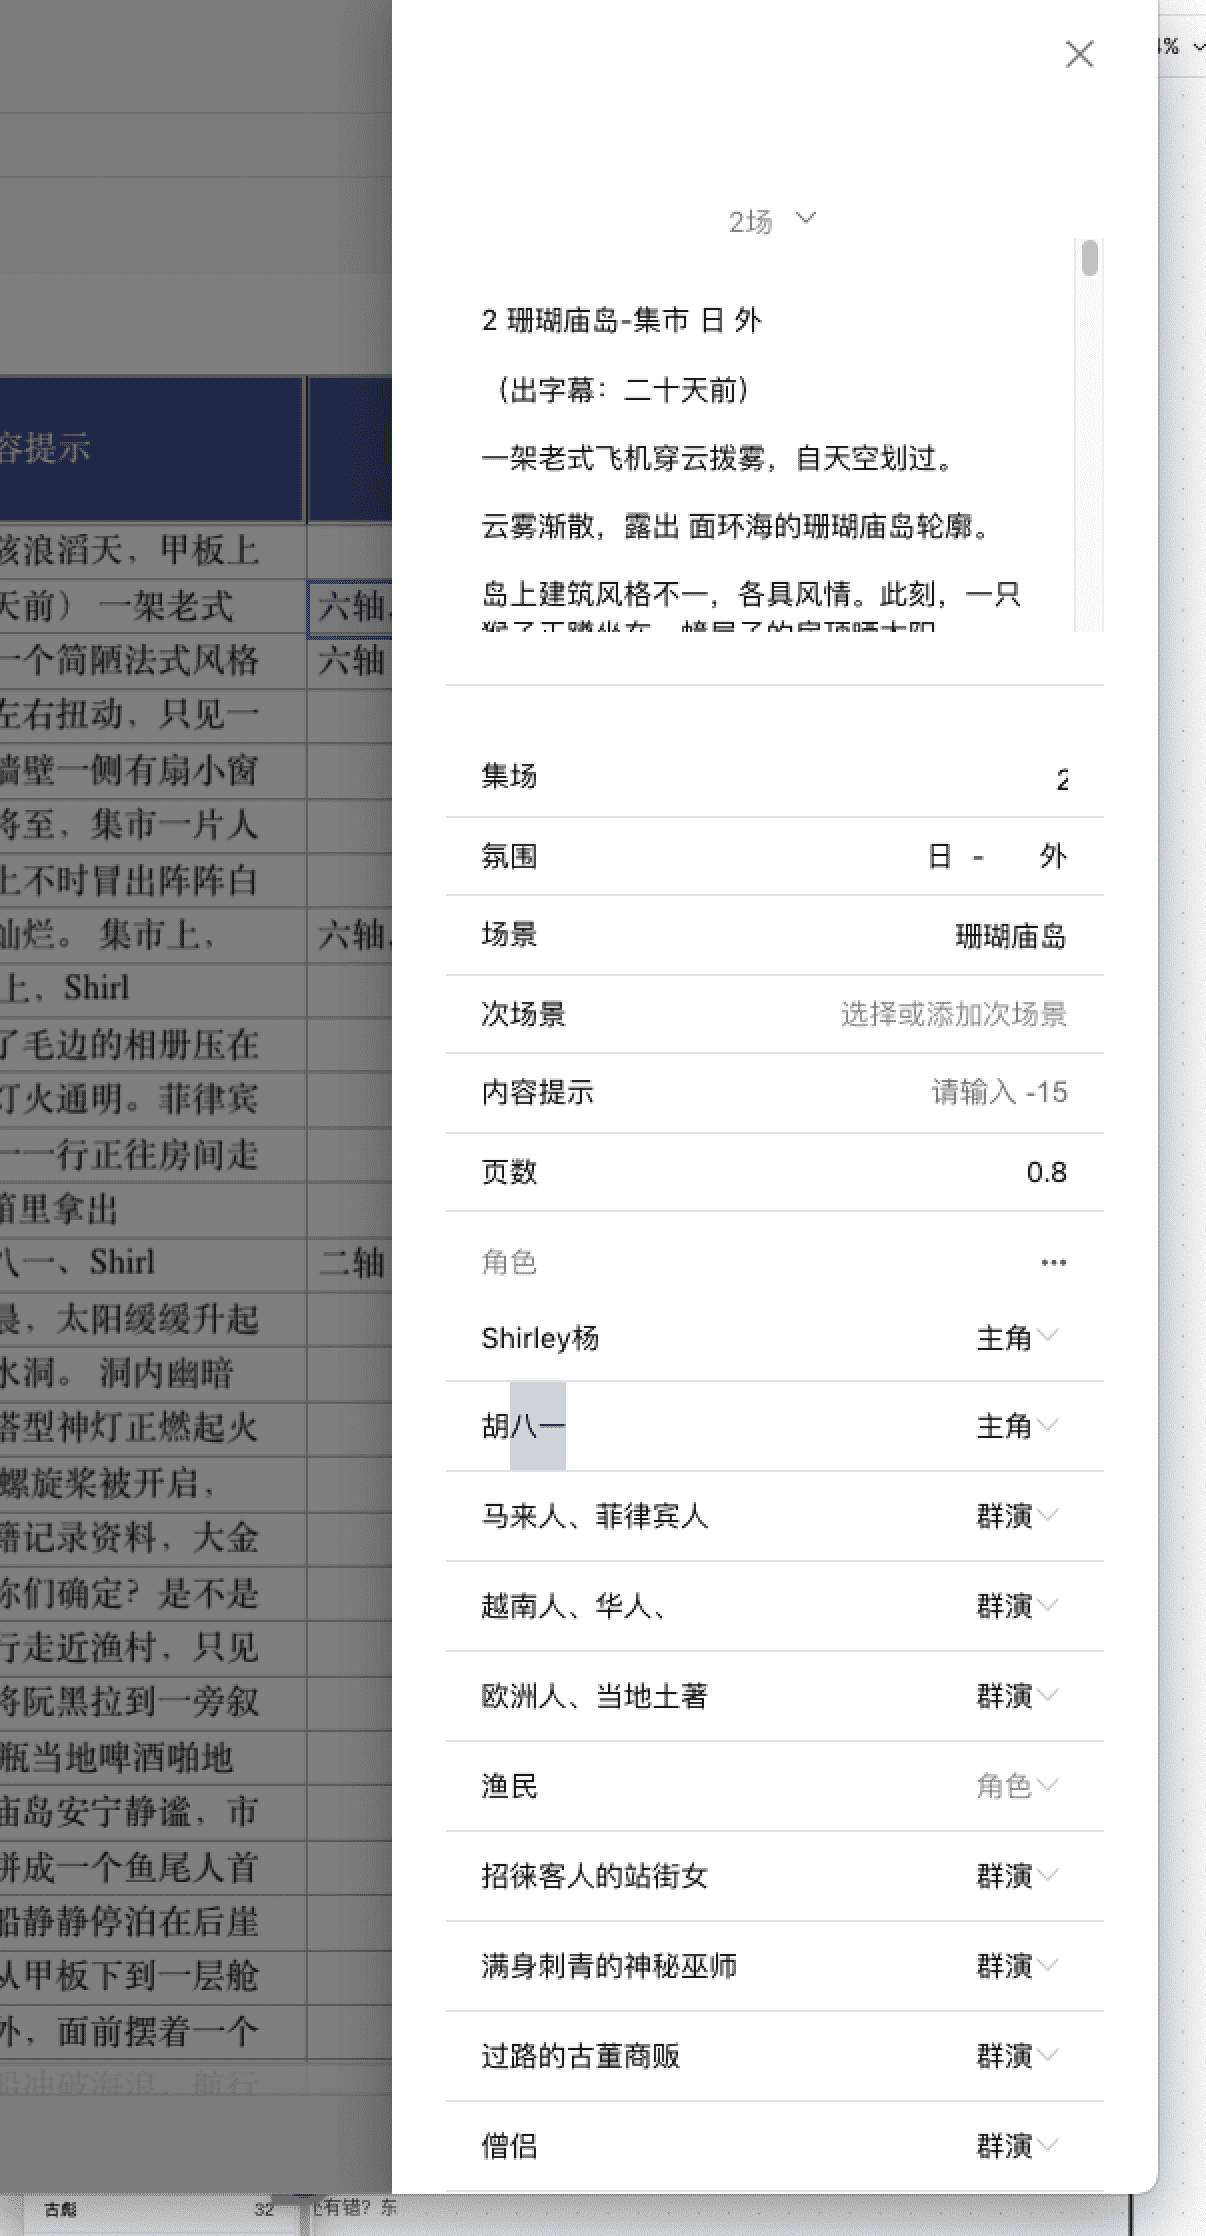 4%
2场
2 珊瑚庙岛-集市 日 外
（出字幕：二十天前）
一架老式飞机穿云拨雾，自天空划过。
云雾渐散，露出 面环海的珊瑚庙岛轮廓。
岛上建筑风格不一，各具风情。此刻，一只
集场 2
氛围 日 - 外
场景 珊瑚庙岛
次场景 选择或添加次场景
内容提示 请输入 -15
页数 0.8
角色 ···
Shirley杨 主角
胡八一 主角
马来人、菲律宾人 群演
越南人、华人、 群演
欧洲人、当地土著 群演
渔民 角色
招徕客人的站街女 群演
满身刺青的神秘巫师 群演
过路的古董商贩 群演
僧侣 群演
容提示
骇浪滔天，甲板上
天前） 一架老式 六轴
一个简陋法式风格 六轴
左右扭动，只见一
墙壁一侧有扇小窗
将至，集市一片人
上不时冒出阵阵白
灿烂。 集市上， 六轴
上，Shirl
了毛边的相册压在
灯火通明。菲律宾
一一行正往房间走
箱里拿出
八一、Shirl 二轴
晨，太阳缓缓升起
水洞。 洞内幽暗
塔型神灯正燃起火
螺旋桨被开启，
籍记录资料，大金
你们确定？是不是
行走近渔村，只见
将阮黑拉到一旁叙
瓶当地啤酒啪地
庙岛安宁静谧，市
拼成一个鱼尾人首
船静静停泊在后崖
从甲板下到一层舱
外，面前摆着一个
船冲破海浪，航行
古彪 32
有错？东